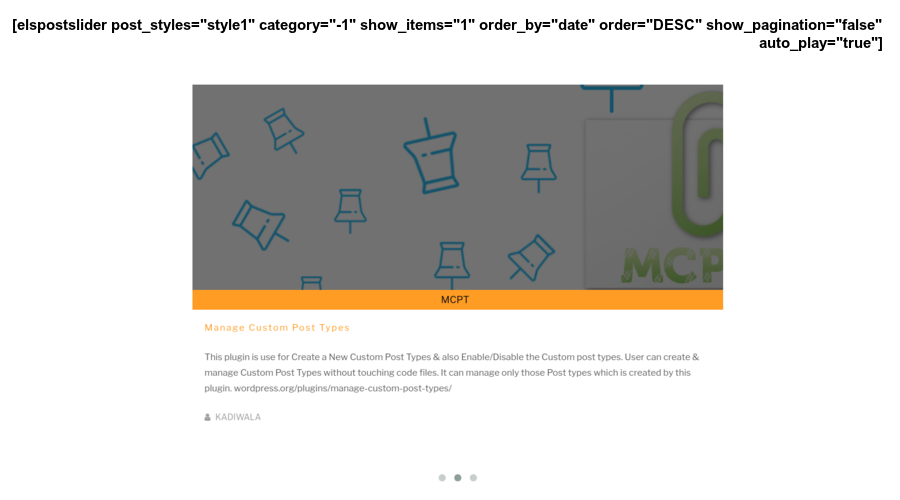 [elspostslider post_styles="style1" category="-1" show_items="1" order_by="date" order="DESC" show_pagination="false"
auto_play="true"]
MCP
MCPT
Manage Custom Post Types
This plugin is use for Create a New Custom Post Types & also Enable/Disable the Custom post types. User can create &
manage Custom Post Types without touching code files. It can manage only those Post types which is created by this
plugin. wordpress.org/plugins/manage-custom-post-types/
KADIWALA